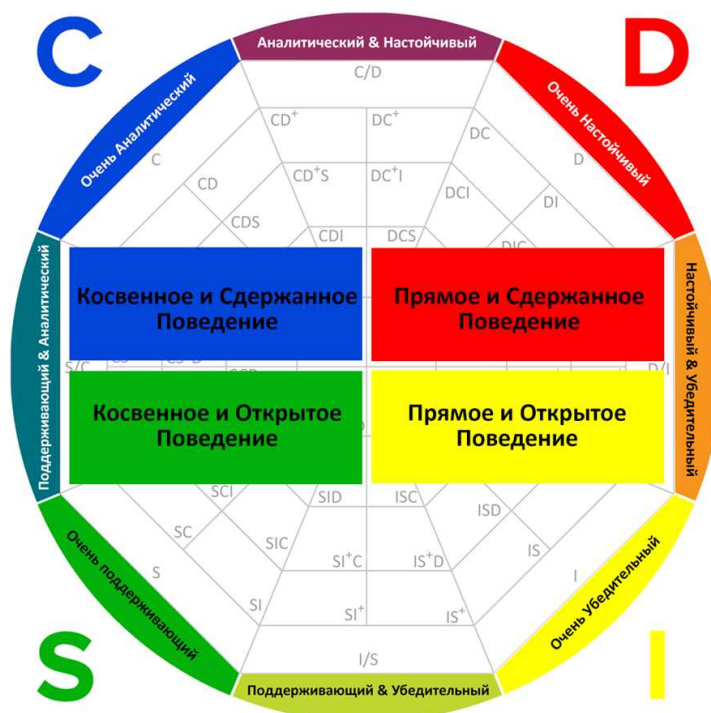 C
D
Аналитический & Настойчивый
Очень Аналитический
Очень Настойчивый
C/D
CD+
DC+
C
CD
CDS
CD+S
DC+I
DC
DCI
DI
D
CDI
DCS
DIC
Поддерживающий & Аналитический
Косвенное и Сдержанное
Поведение
Прямое и Сдержанное
Поведение
Настойчивый & Убедительный
S/C
D/I
Косвенное и Открытое
Поведение
Прямое и Открытое
Поведение
SCI
SID
ISC
ISD
SC
SIC
SI+C
IS+D
IS
S
SI
SI+
IS+
I
Очень поддерживающий
Очень Убедительный
I/S
Поддерживающий & Убедительный
S
I